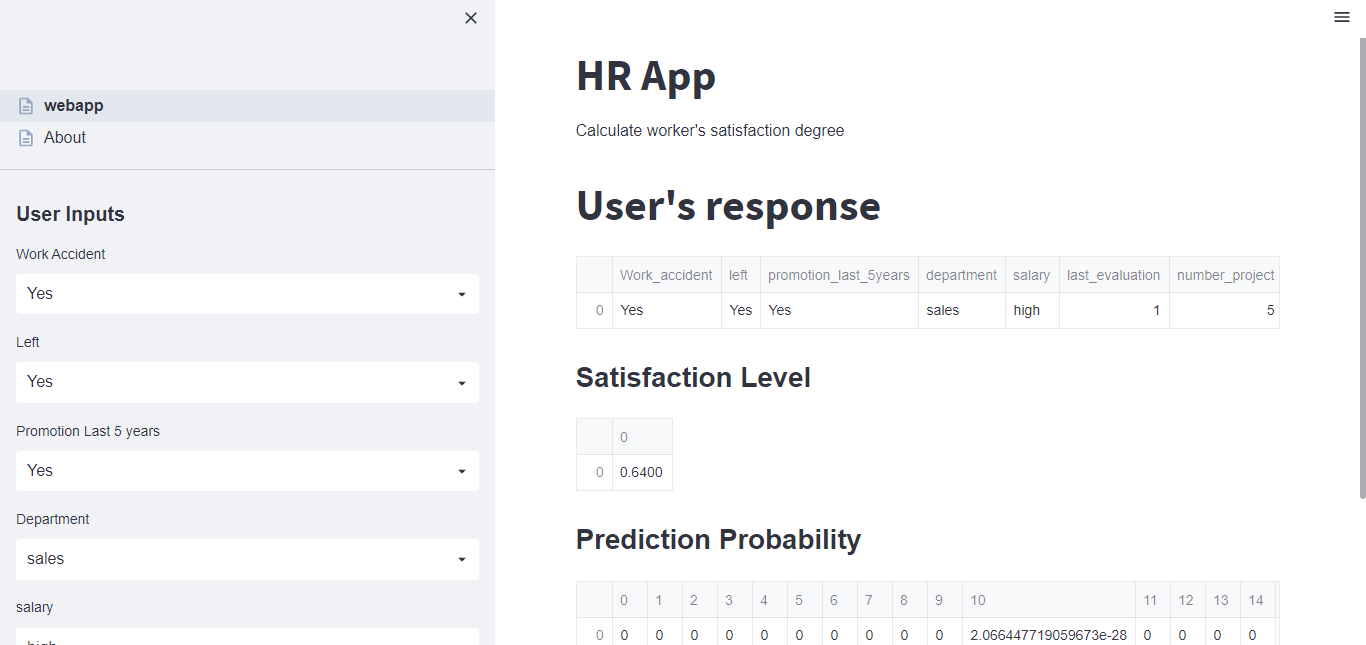 webapp
About
User Inputs
Work Accident
Yes
Left
Yes
Promotion Last 5 years
Yes
Department
sales
salary
high
HR App
Calculate worker's satisfaction degree
User's response
Work_accident left promotion_last_5years department salary last_evaluation number_project
0 Yes Yes Yes sales high 1 5
Satisfaction Level
0
0 0.6400
Prediction Probability
0 1 2 3 4 5 6 7 8 9 10 11 12 13 14
0 0 0 0 0 0 0 0 0 0 0 2.066447719059673e-28 0 0 0 0